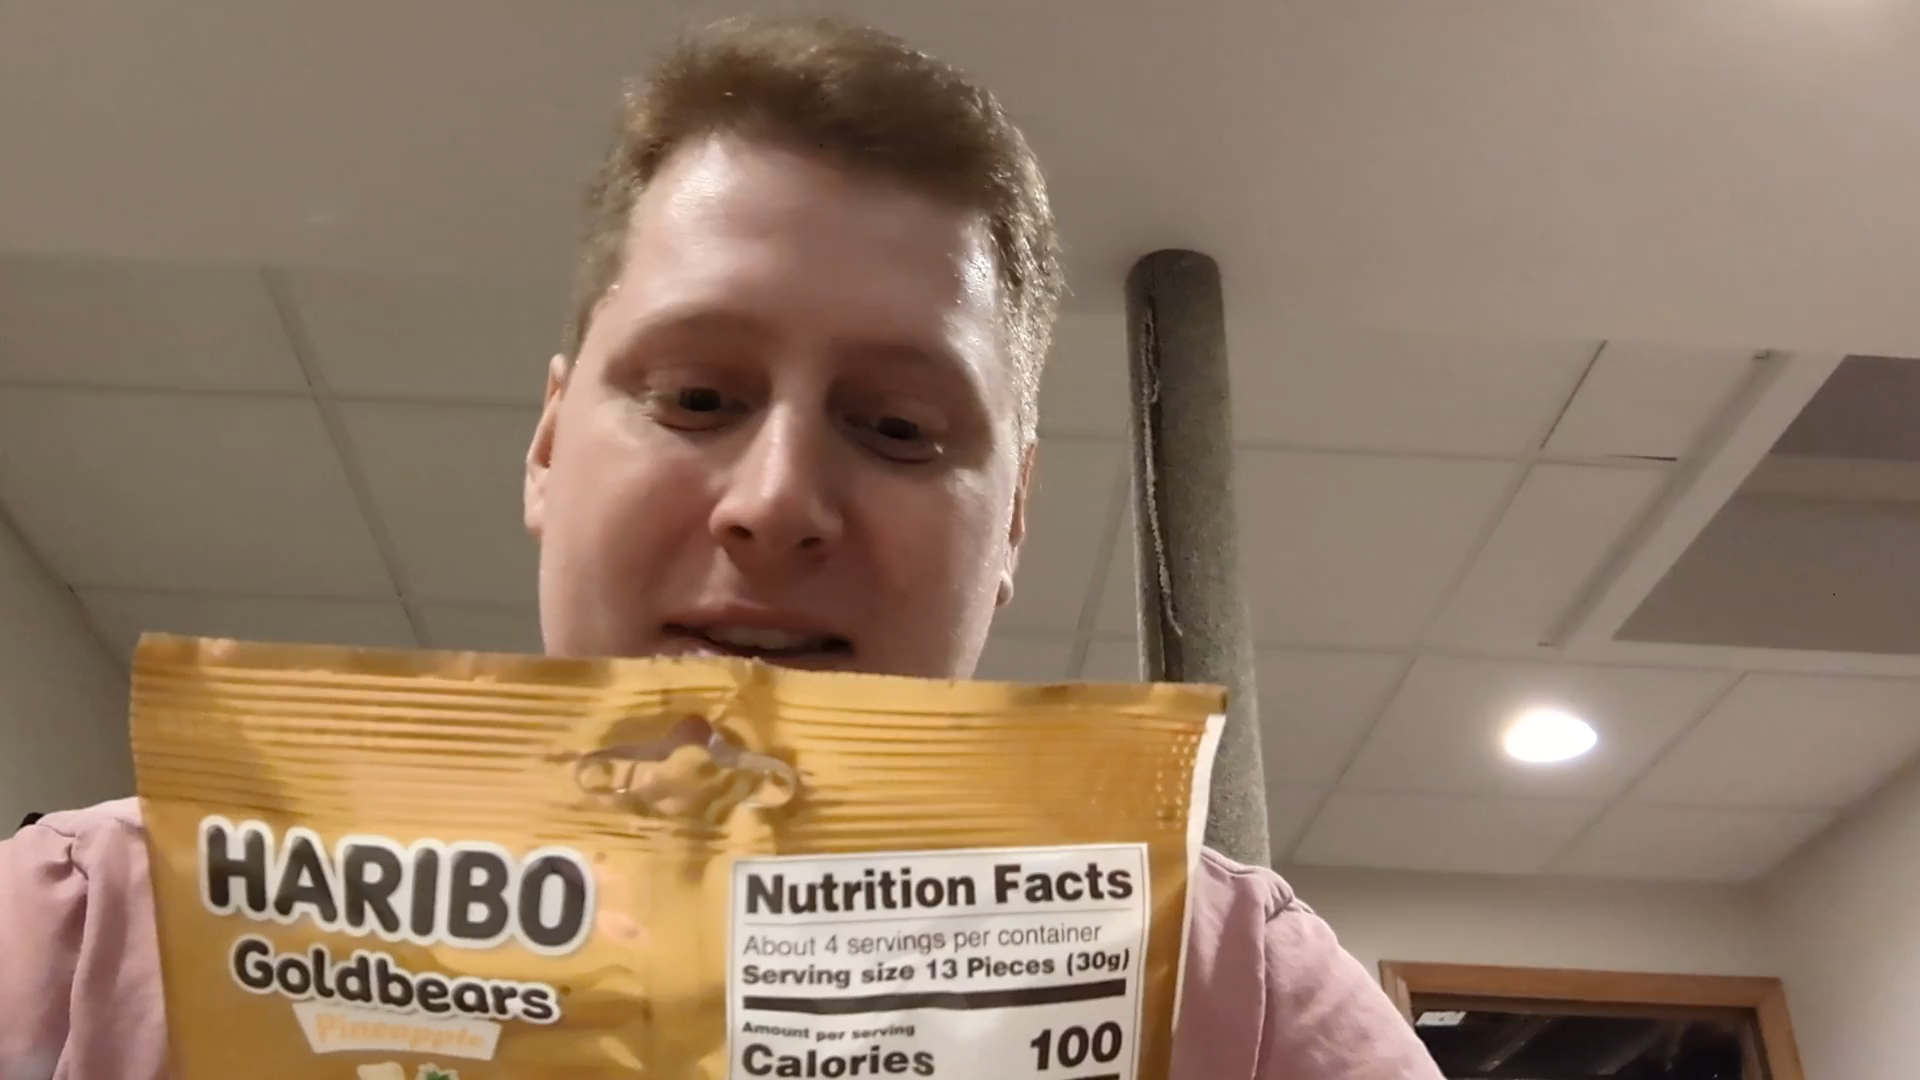 HARIBO
Goldbears
Pineapple
Nutrition Facts
About 4 servings per container
Serving size 13 Pieces (30g)
Amount per serving
Calories 100